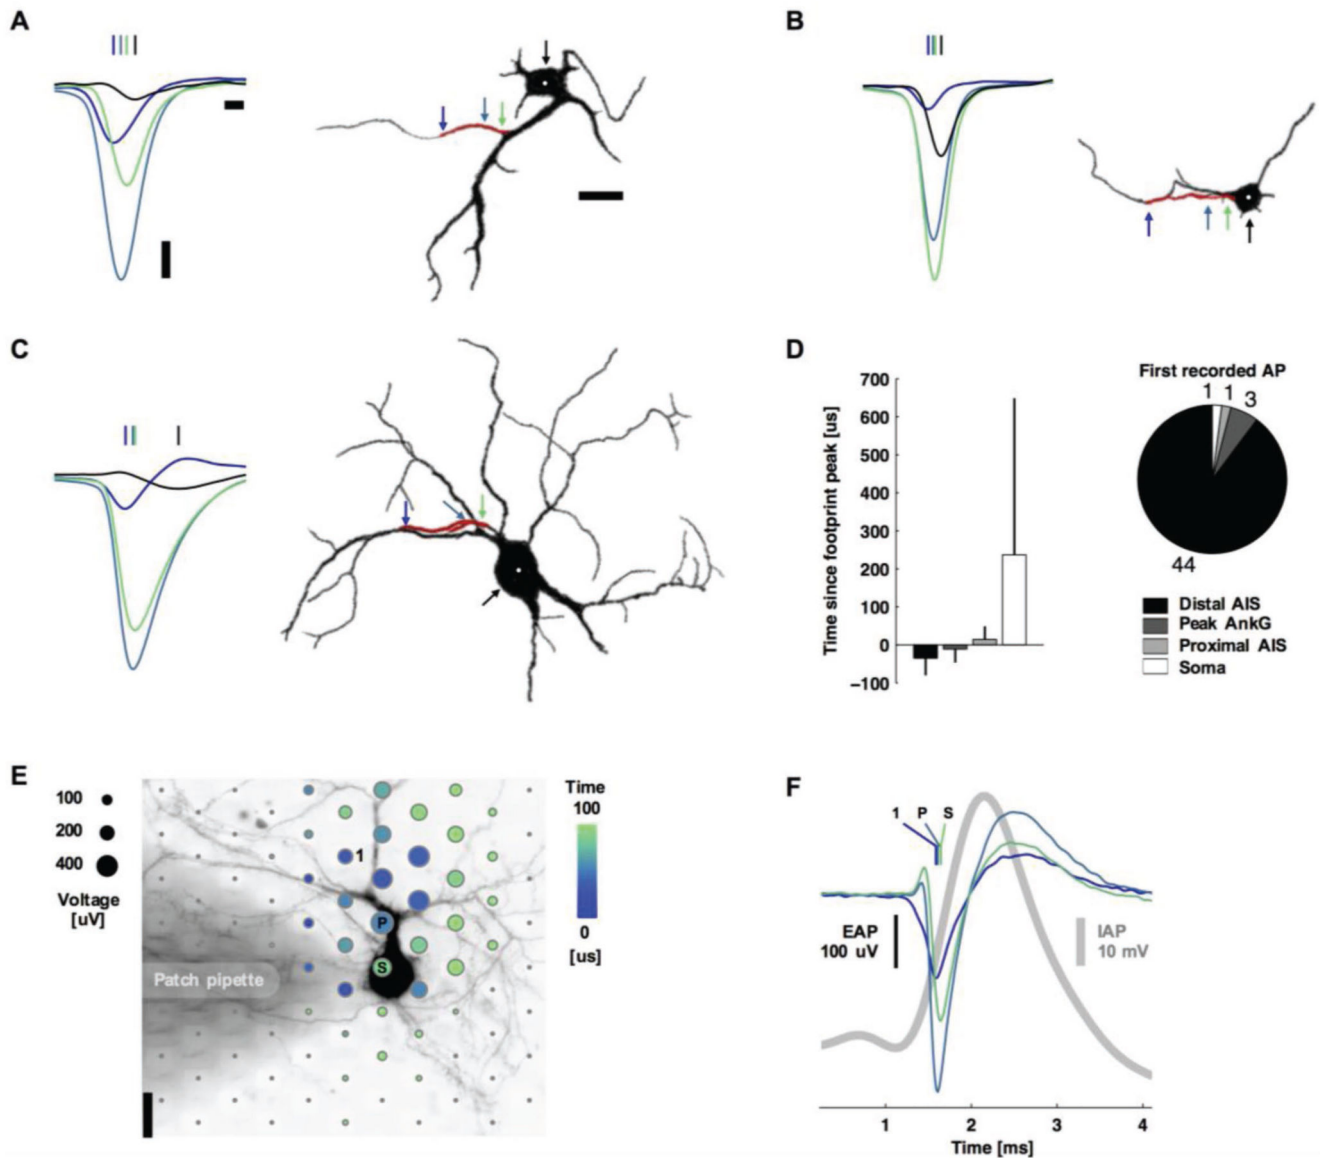 A
B
C
D
Time since footprint peak [us]
700
600
500
400
300
200
100
0
−100
First recorded AP
1 1 3
44
Distal AIS
Peak AnkG
Proximal AIS
Soma
E
100
200
400
Voltage
[uV]
1
P
S
Patch pipette
Time
100
0
[us]
F
1 P S
EAP
100 uV
IAP
10 mV
1 2 3 4
Time [ms]